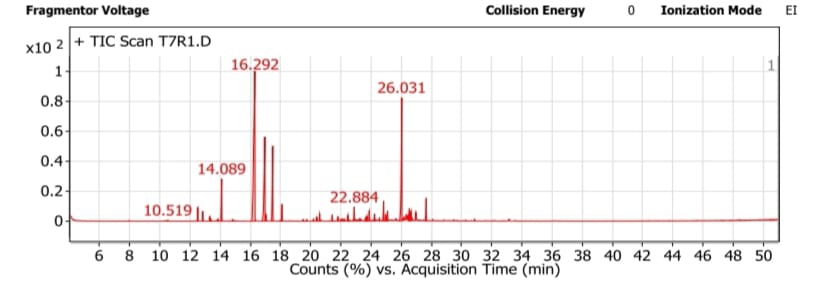 Fragmentor Voltage Collision Energy 0 Ionization Mode EI
x10 2 + TIC Scan T7R1.D
1 16.292 1
26.031
0.8
0.6
0.4 14.089
0.2 22.884
10.519
0
6 8 10 12 14 16 18 20 22 24 26 28 30 32 34 36 38 40 42 44 46 48 50
Counts (%) vs. Acquisition Time (min)